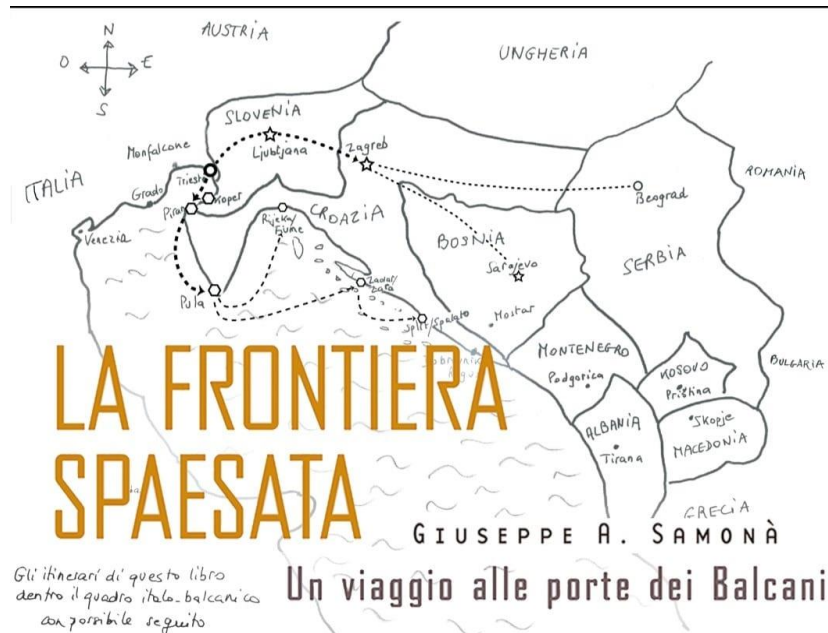 N
O E
S
AUSTRIA
UNGHERIA
SLOVENIA
Ljubljana
Zagreb
Monfalcone
Trieste
ITALIA
Grado
Koper
Piran
Venezia
Rijeka/
Fiume
CROAZIA
BOSNIA
Beograd
ROMANIA
SERBIA
Sarajevo
Pula
Zadar/
Zara
Split/Spalato
Mostar
MONTENEGRO
Podgorica
KOSOVO
Priština
BULGARIA
ALBANIA
Tirana
Skopje
MACEDONIA
GRECIA
LA FRONTIERA
SPAESATA
GIUSEPPE A. SAMONÀ
Un viaggio alle porte dei Balcani
Gli itinerari di questo libro
dentro il quadro italo-balcanico
con possibile seguito